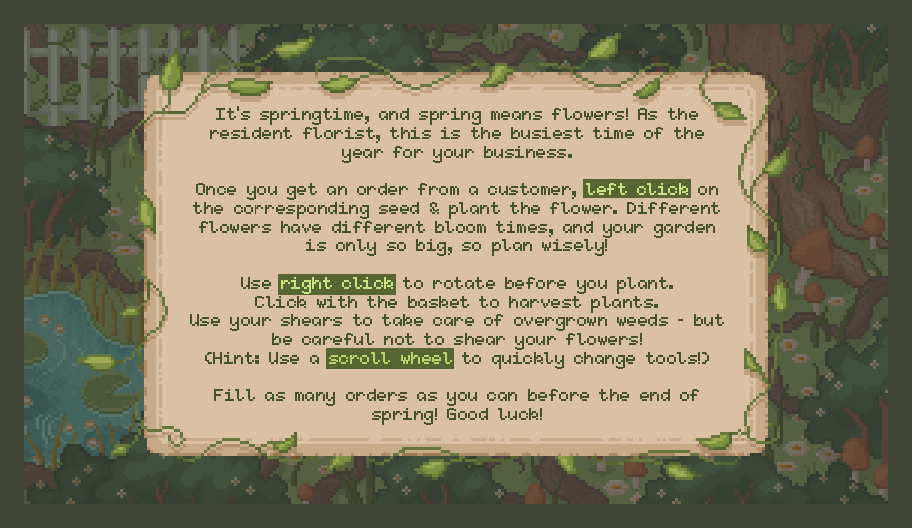 It's springtime, and spring means flowers! As the
resident florist, this is the busiest time of the
year for your business.
Once you get an order from a customer, left click on
the corresponding seed & plant the flower. Different
flowers have different bloom times, and your garden
is only so big, so plan wisely!
Use right click to rotate before you plant.
Click with the basket to harvest plants.
Use your shears to take care of overgrown weeds - but
be careful not to shear your flowers!
(Hint: Use a scroll wheel to quickly change tools!)
Fill as many orders as you can before the end of
spring! Good luck!